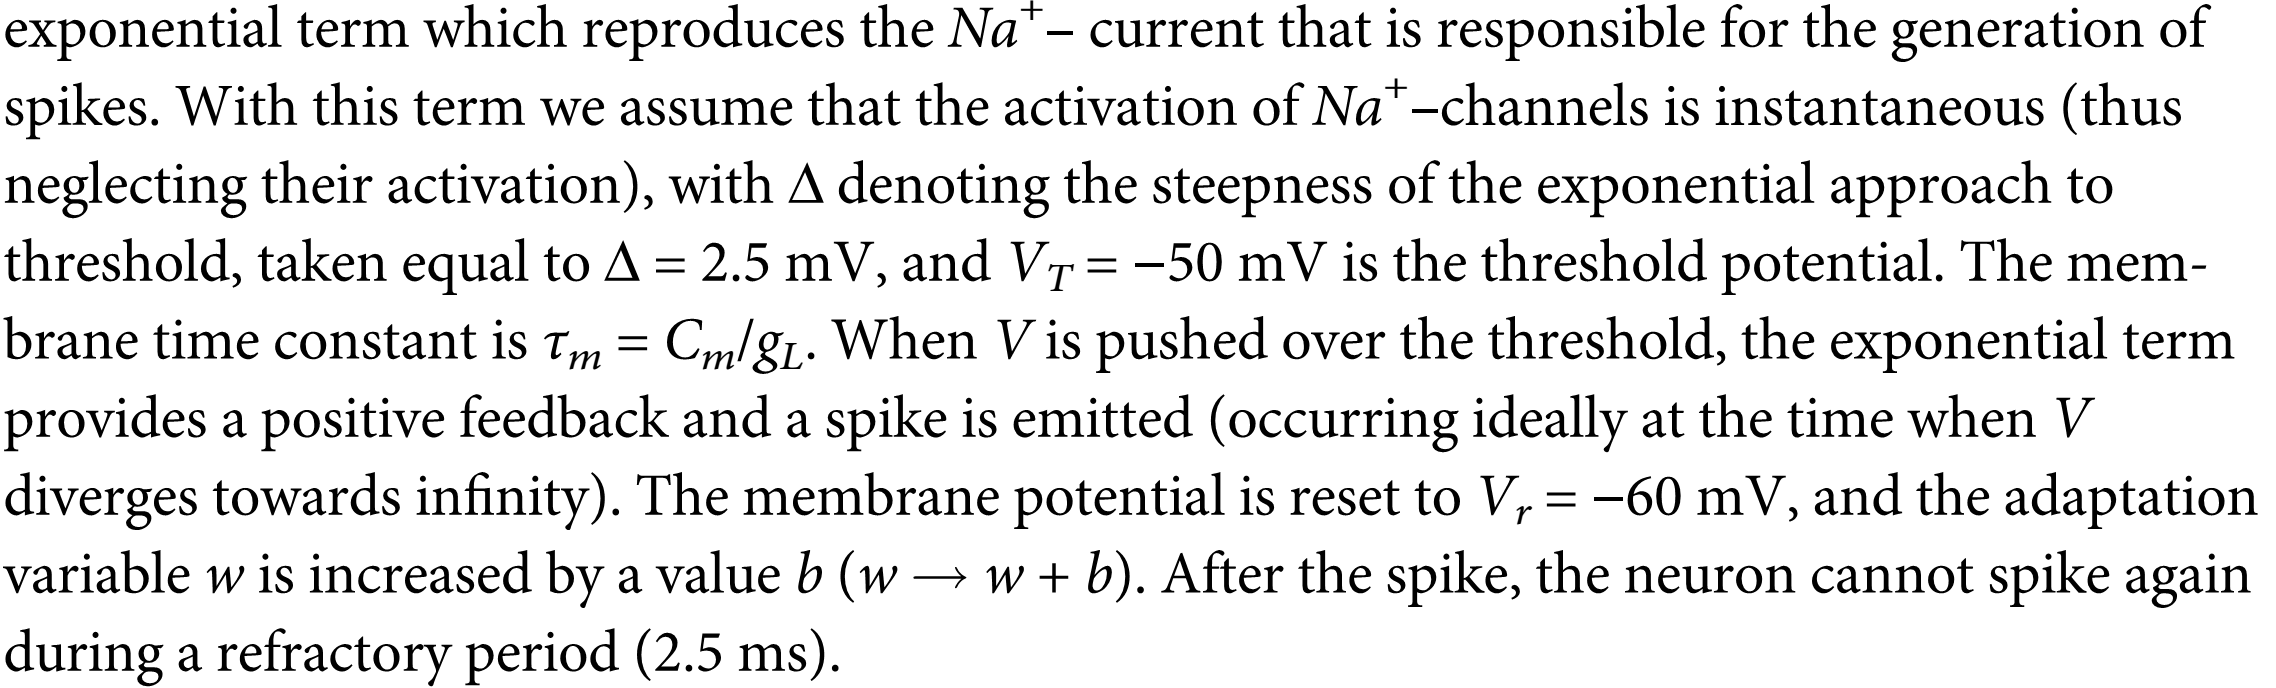 exponential term which reproduces the Na⁺– current that is responsible for the generation of
spikes. With this term we assume that the activation of Na⁺–channels is instantaneous (thus
neglecting their activation), with Δ denoting the steepness of the exponential approach to
threshold, taken equal to Δ = 2.5 mV, and V_T = −50 mV is the threshold potential. The mem-
brane time constant is τ_m = C_m/g_L. When V is pushed over the threshold, the exponential term
provides a positive feedback and a spike is emitted (occurring ideally at the time when V
diverges towards infinity). The membrane potential is reset to V_r = −60 mV, and the adaptation
variable w is increased by a value b (w → w + b). After the spike, the neuron cannot spike again
during a refractory period (2.5 ms).